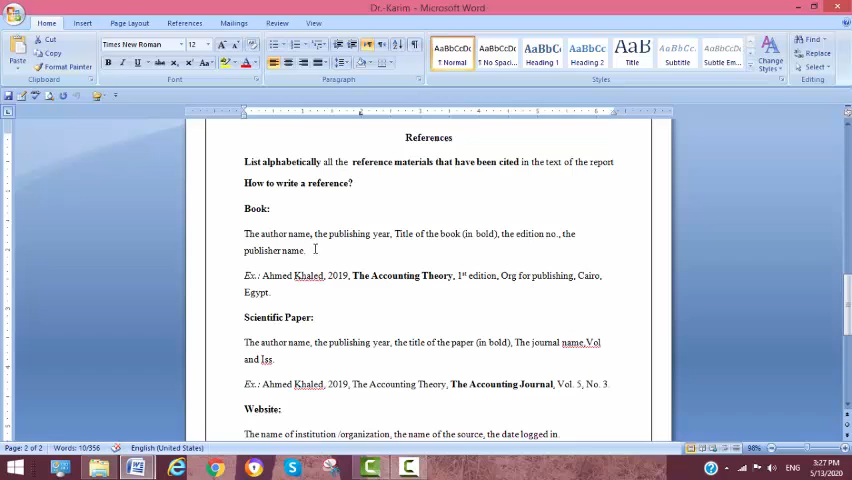 Dr.-Karim - Microsoft Word
Home Insert Page Layout References Mailings Review View
Cut
Copy
Format Painter
Paste
Clipboard
Times New Roman 12
Font
Paragraph
AaBbCcDc AaBbCcDc AaBbC AaBbCc AaB AaBbCc. AaBbCcDc
¶ Normal ¶ No Spaci... Heading 1 Heading 2 Title Subtitle Subtle Em...
Styles
Change Styles
Find
Replace
Select
Editing
References
List alphabetically all the reference materials that have been cited in the text of the report
How to write a reference?
Book:
The author name, the publishing year, Title of the book (in bold), the edition no., the
publisher name.
Ex.: Ahmed Khaled, 2019, The Accounting Theory, 1st edition, Org for publishing, Cairo,
Egypt.
Scientific Paper:
The author name, the publishing year, the title of the paper (in bold), The journal name,Vol
and Iss.
Ex.: Ahmed Khaled, 2019, The Accounting Theory, The Accounting Journal, Vol. 5, No. 3.
Website:
The name of institution /organization, the name of the source, the date logged in.
Page: 2 of 2 Words: 10/356 English (United States) 98%
ENG
3:27 PM
5/13/2020